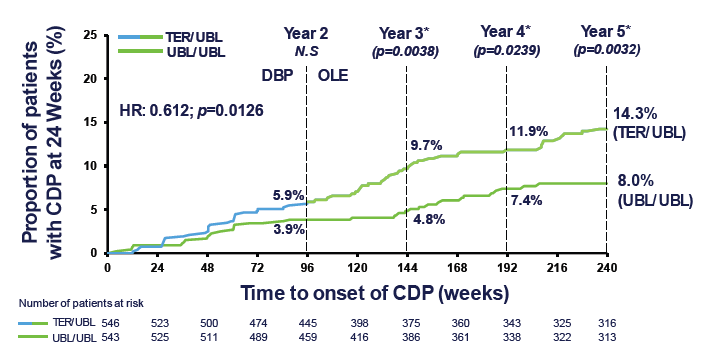 TER/UBL
UBL/UBL
Year 2
N.S
Year 3*
(p=0.0038)
Year 4*
(p=0.0239)
Year 5*
(p=0.0032)
DBP OLE
HR: 0.612; p=0.0126
Proportion of patients
with CDP at 24 Weeks (%)
25
20
15
10
5
0
5.9%
3.9%
9.7%
4.8%
11.9%
7.4%
14.3%
(TER/UBL)
8.0%
(UBL/UBL)
0 24 48 72 96 120 144 168 192 216 240
Time to onset of CDP (weeks)
Number of patients at risk
TER/UBL 546 523 500 474 445 398 375 360 343 325 316
UBL/UBL 543 525 511 489 459 416 386 361 338 322 313